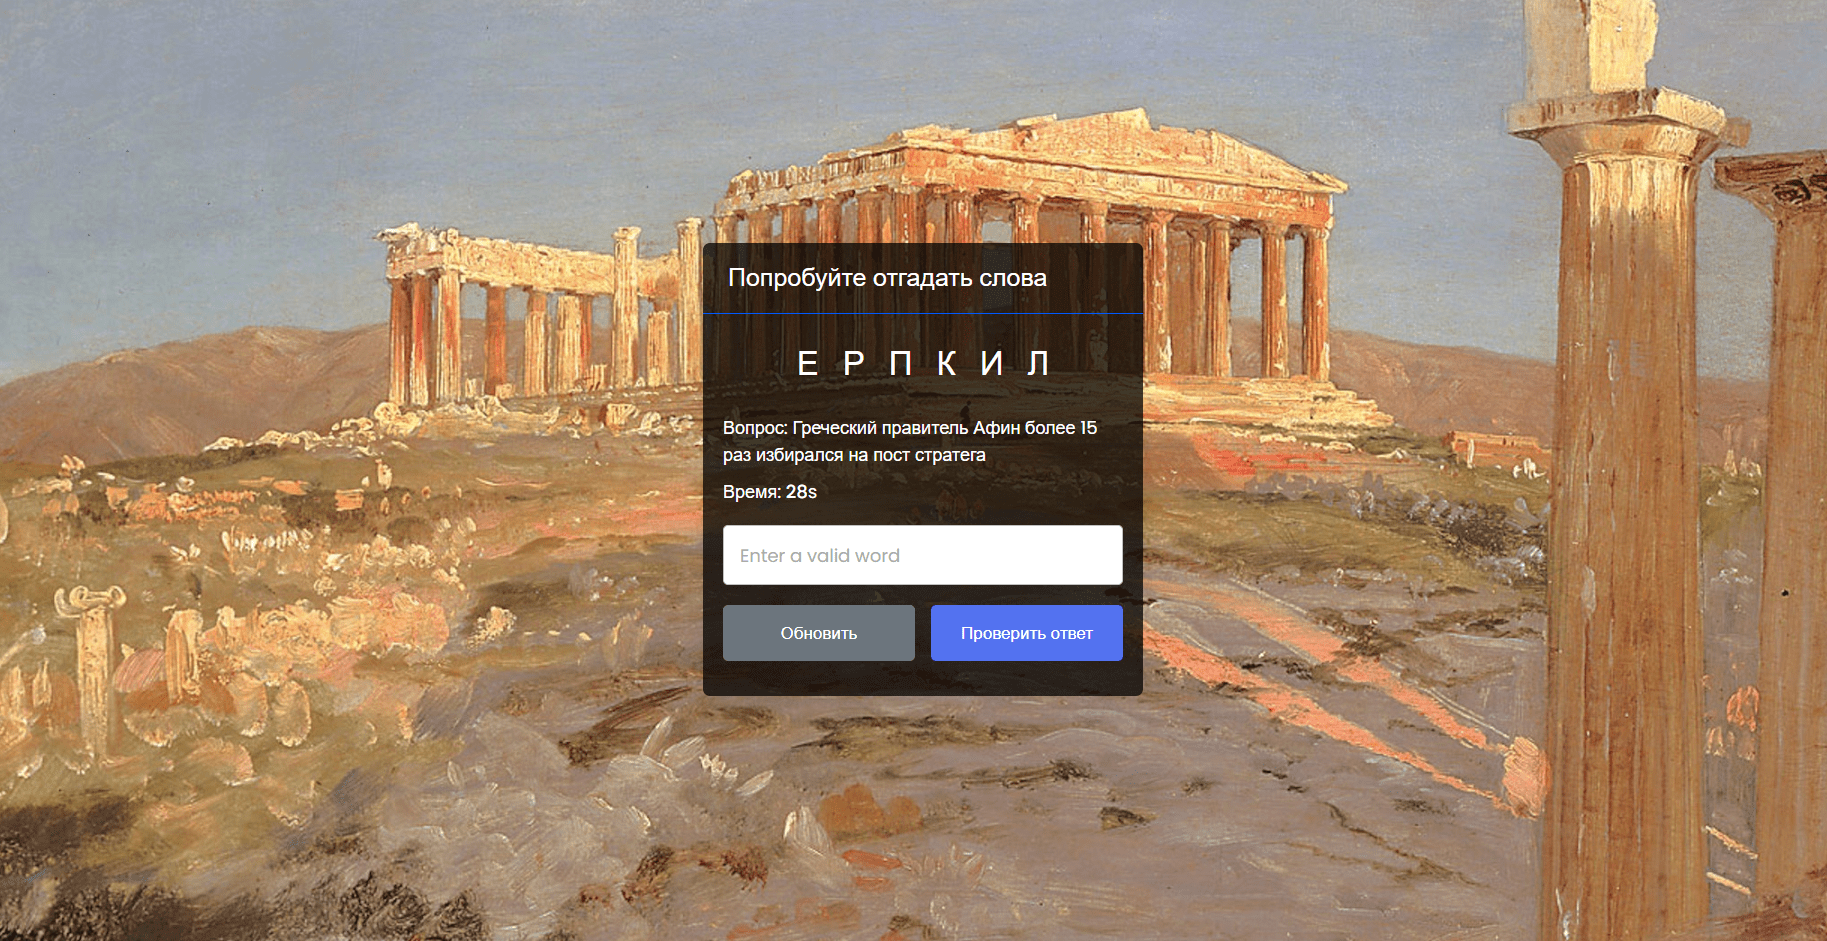 Попробуйте отгадать слова
Е Р П К И Л
Вопрос: Греческий правитель Афин более 15
раз избирался на пост стратега
Время: 28s
Enter a valid word
Обновить
Проверить ответ